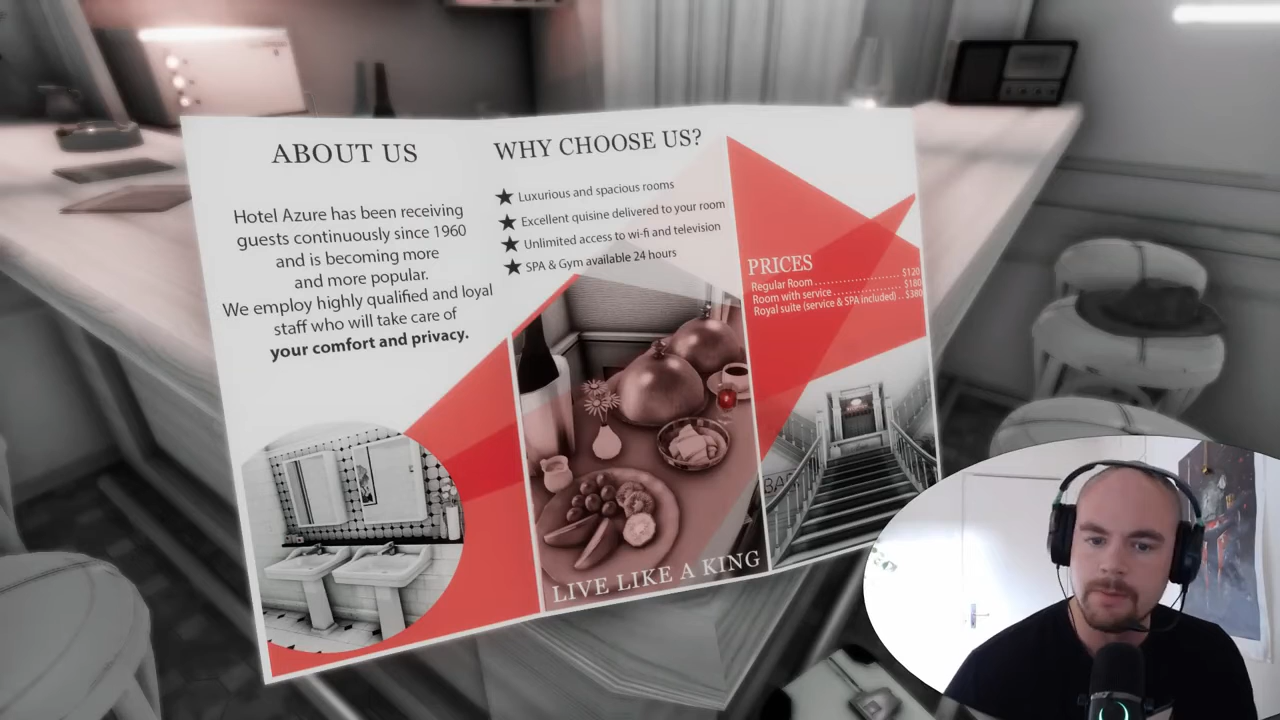 ABOUT US
Hotel Azure has been receiving
guests continuously since 1960
and is becoming more
and more popular.
We employ highly qualified and loyal
staff who will take care of
your comfort and privacy.
WHY CHOOSE US?
Luxurious and spacious rooms
Excellent quisine delivered to your room
Unlimited access to wi-fi and television
SPA & Gym available 24 hours
LIVE LIKE A KING
PRICES
Regular Room . . . . . . . . . . . . . . . . . . . . $120
Room with service . . . . . . . . . . . . . . . . $180
Royal suite (service & SPA included) . . $380